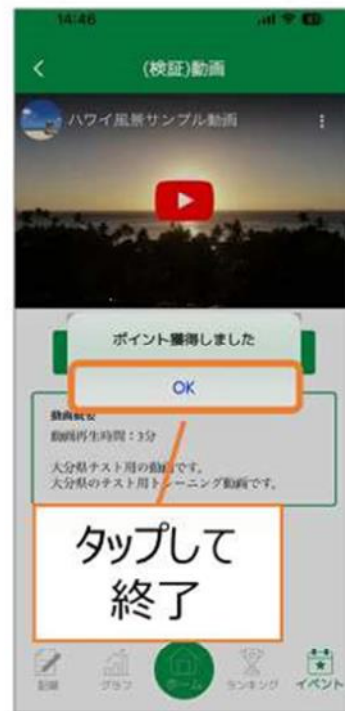 14:46
(検証)動画
ハワイ風景サンプル動画
ポイント獲得しました
OK
動画概要
動画再生時間：3分
大分県テスト用の動画です。
大分県のテスト用トレーニング動画です。
タップして
終了
記録
グラフ
ホーム
ランキング
イベント